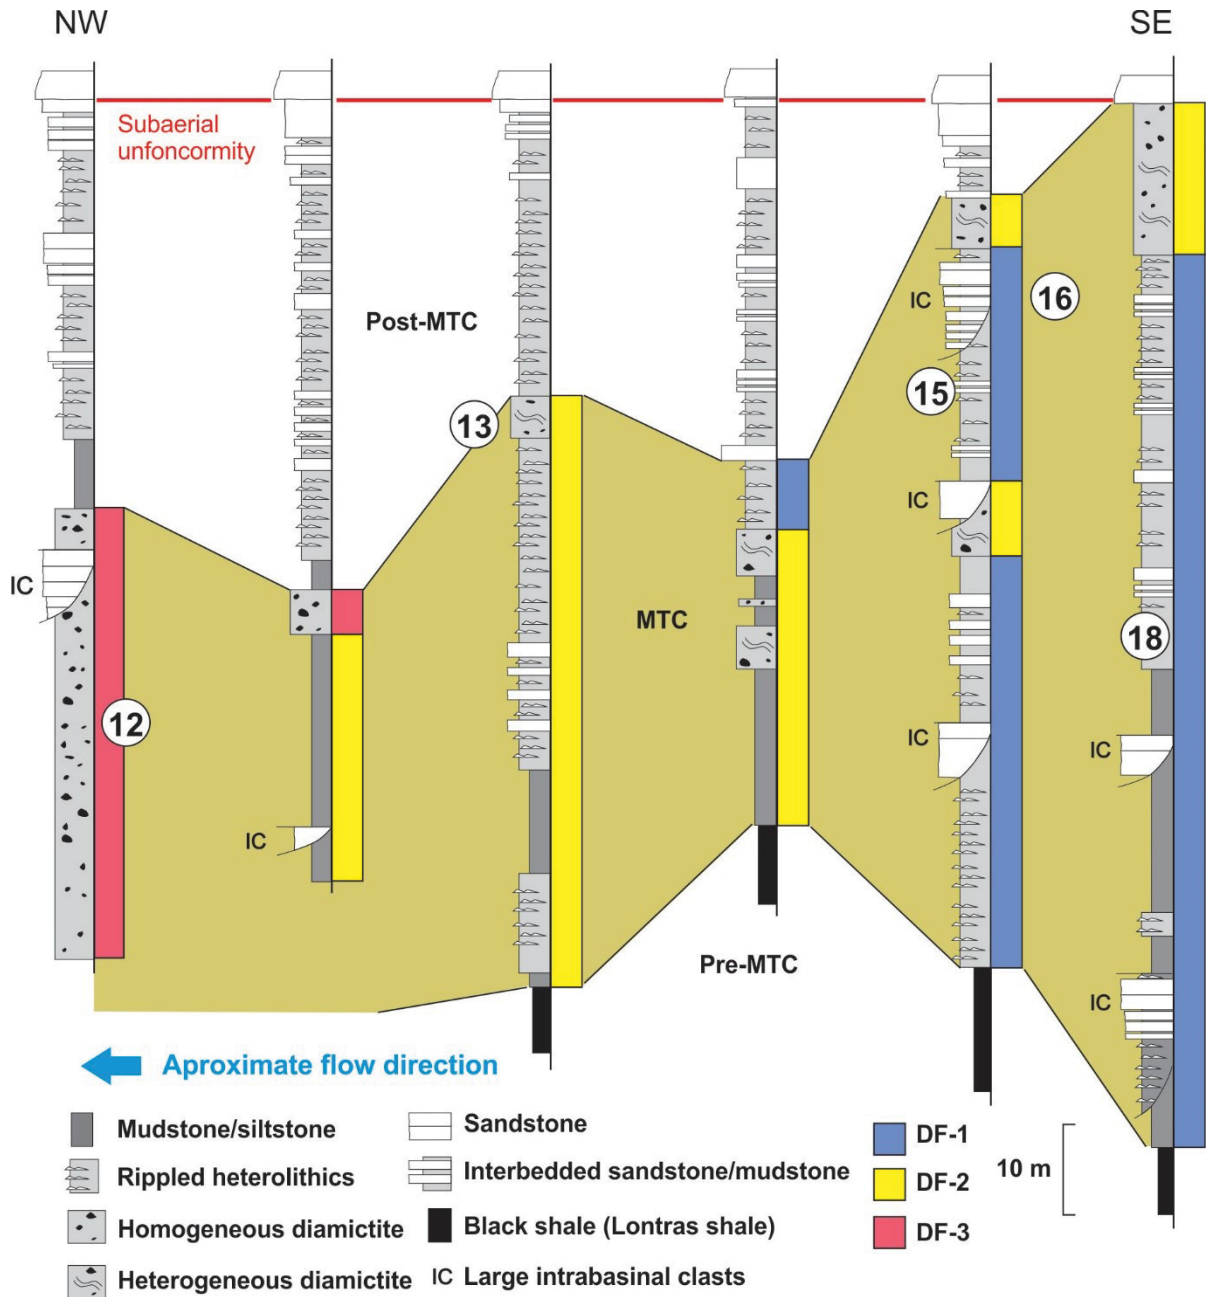 NW
SE
Subaerial
unfoncormity
Post-MTC
IC
16
15
13
IC
IC
MTC
18
12
IC
IC
IC
Pre-MTC
IC
Aproximate flow direction
Mudstone/siltstone
Sandstone
Rippled heterolithics
Interbedded sandstone/mudstone
Homogeneous diamictite
Black shale (Lontras shale)
Heterogeneous diamictite
IC Large intrabasinal clasts
DF-1
DF-2
DF-3
10 m